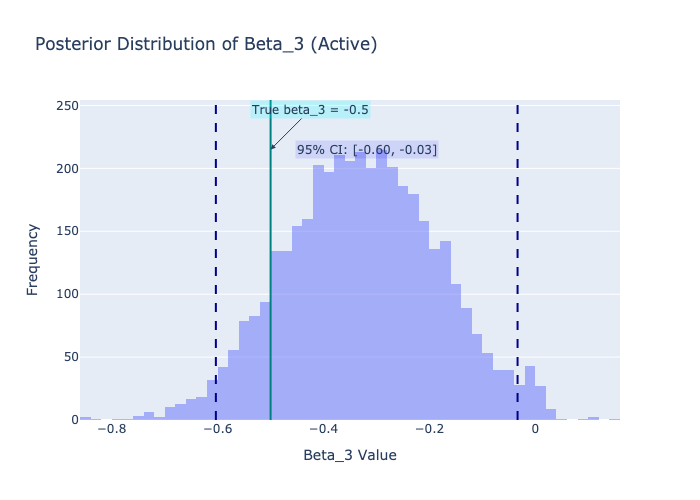 Posterior Distribution of Beta_3 (Active)
250
True beta_3 = -0.5
95% CI: [-0.60, -0.03]
200
150
100
50
0
Frequency
−0.8
−0.6
−0.4
−0.2
0
Beta_3 Value